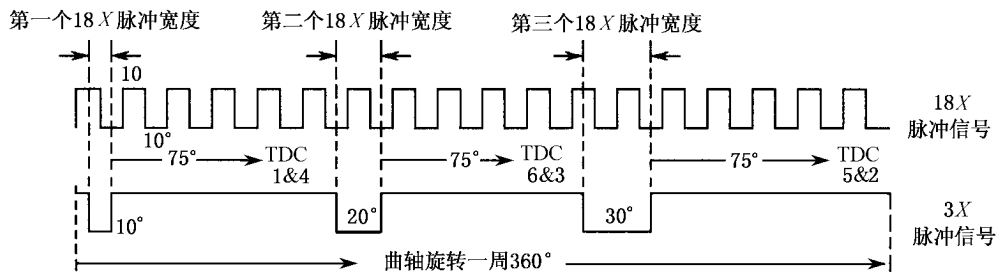 第一个18X脉冲宽度 第二个18X脉冲宽度 第三个18X脉冲宽度
10
10°
18X
脉冲信号
75° TDC 75° TDC 75° TDC
1&4 6&3 5&2
10° 20° 30°
3X
脉冲信号
曲轴旋转一周360°